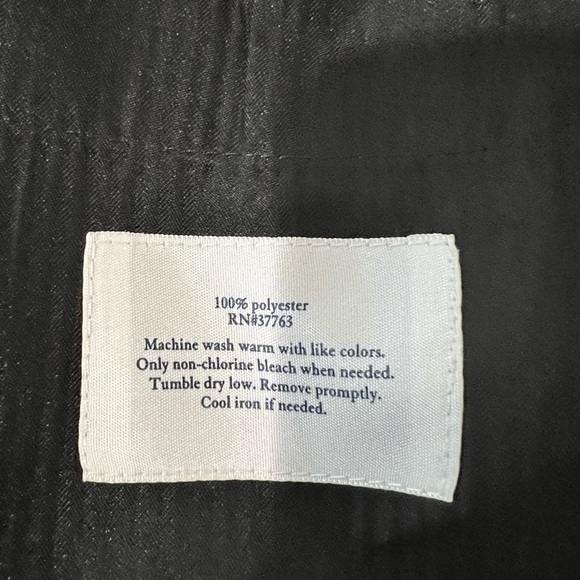 100% polyester
RN#37763
Machine wash warm with like colors.
Only non-chlorine bleach when needed.
Tumble dry low. Remove promptly.
Cool iron if needed.